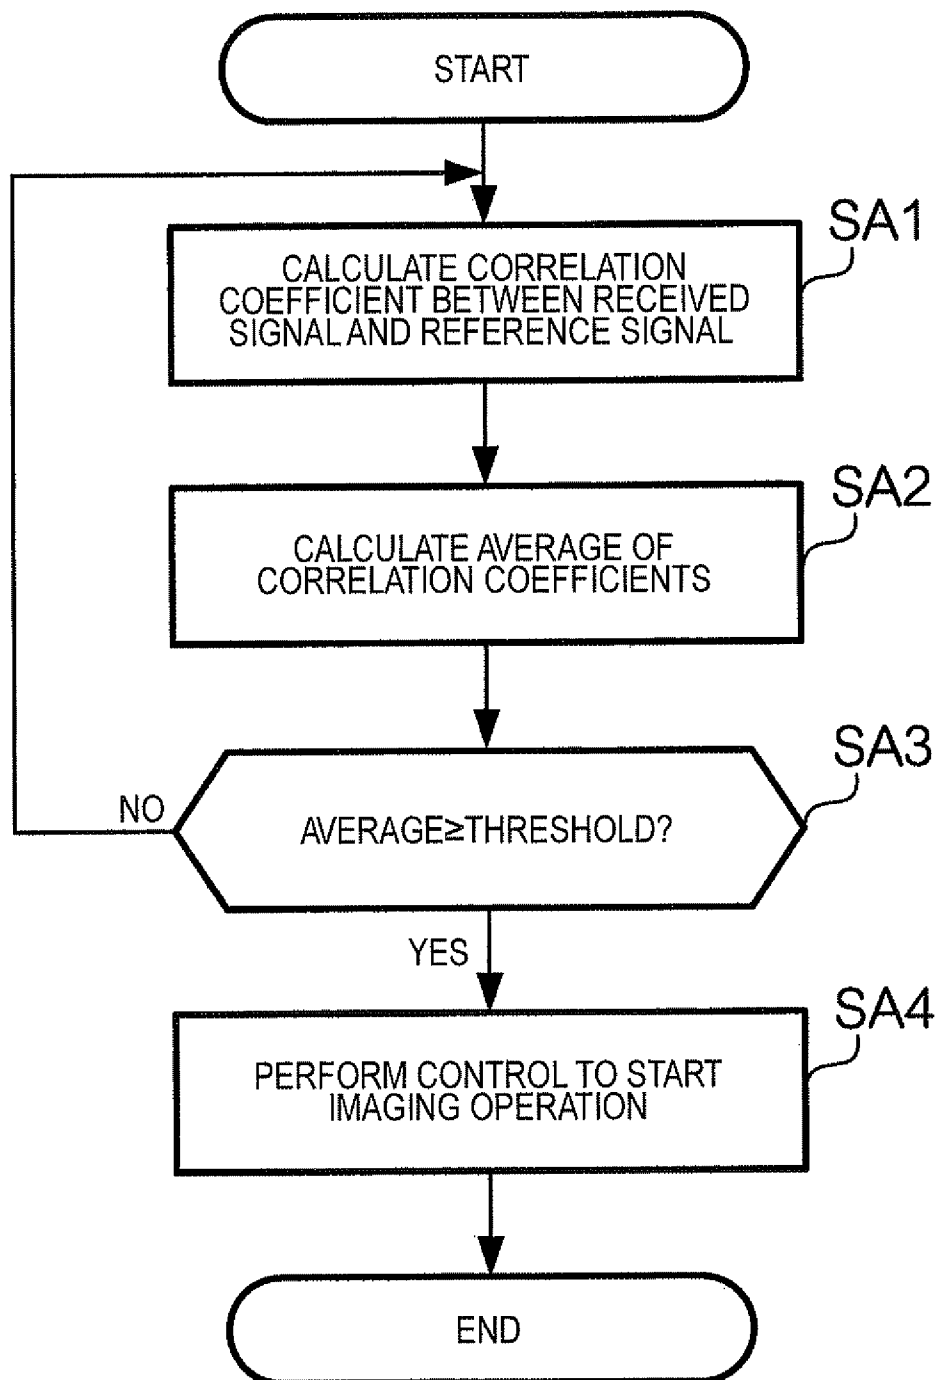 START
SA1
CALCULATE CORRELATION
COEFFICIENT BETWEEN RECEIVED
SIGNAL AND REFERENCE SIGNAL
SA2
CALCULATE AVERAGE OF
CORRELATION COEFFICIENTS
SA3
NO
AVERAGE≥THRESHOLD?
YES
SA4
PERFORM CONTROL TO START
IMAGING OPERATION
END